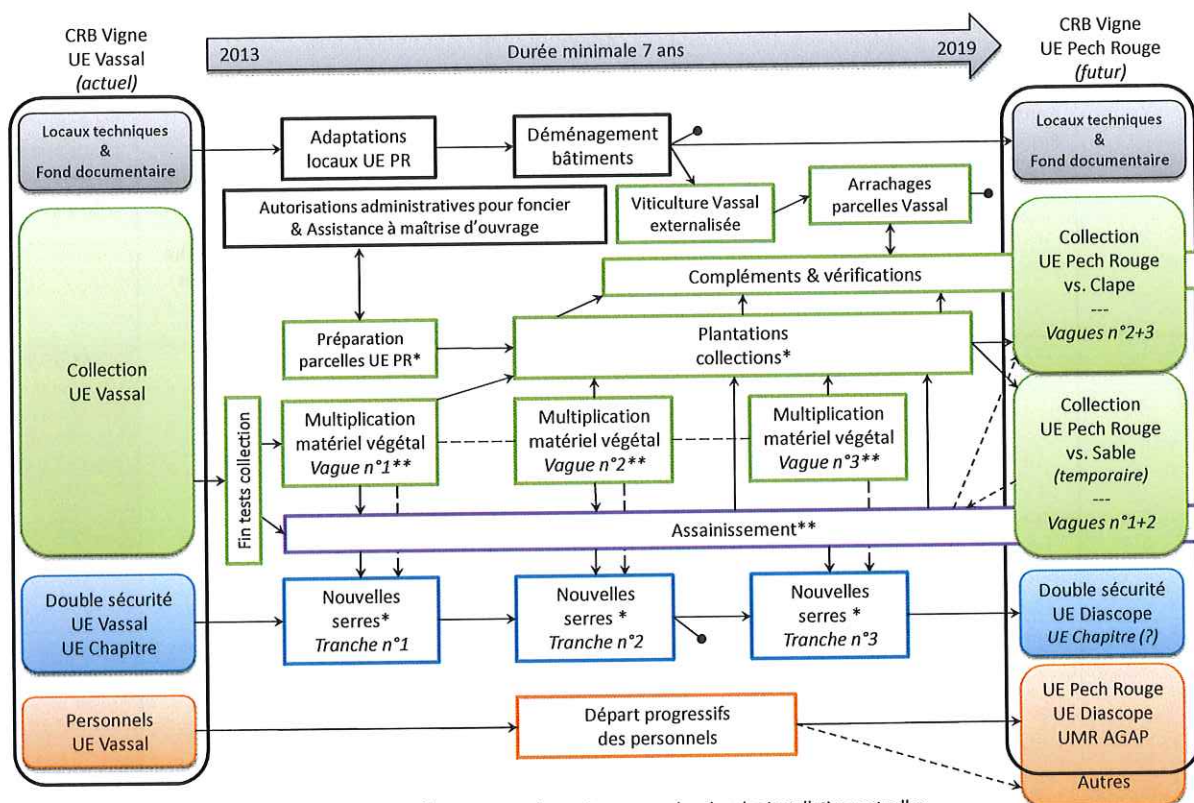 CRB Vigne
UE Vassal
(actuel)
2013
Durée minimale 7 ans
2019
CRB Vigne
UE Pech Rouge
(futur)
Locaux techniques
&
Fond documentaire
Adaptations
locaux UE PR
Déménagement
bâtiments
Locaux techniques
&
Fond documentaire
Autorisations administratives pour foncier
& Assistance à maîtrise d'ouvrage
Viticulture Vassal
externalisée
Arrachages
parcelles Vassal
Collection
UE Vassal
Compléments & vérifications
Collection
UE Pech Rouge
vs. Clape
---
Vagues n°2+3
Préparation
parcelles UE PR*
Plantations
collections*
Fin tests collection
Multiplication
matériel végétal
Vague n°1**
Multiplication
matériel végétal
Vague n°2**
Multiplication
matériel végétal
Vague n°3**
Collection
UE Pech Rouge
vs. Sable
(temporaire)
---
Vagues n°1+2
Assainissement**
Double sécurité
UE Vassal
UE Chapitre
Nouvelles
serres*
Tranche n°1
Nouvelles
serres *
Tranche n°2
Nouvelles
serres *
Tranche n°3
Double sécurité
UE Diascope
UE Chapitre (?)
Personnels
UE Vassal
Départ progressifs
des personnels
UE Pech Rouge
UE Diascope
UMR AGAP
Autres